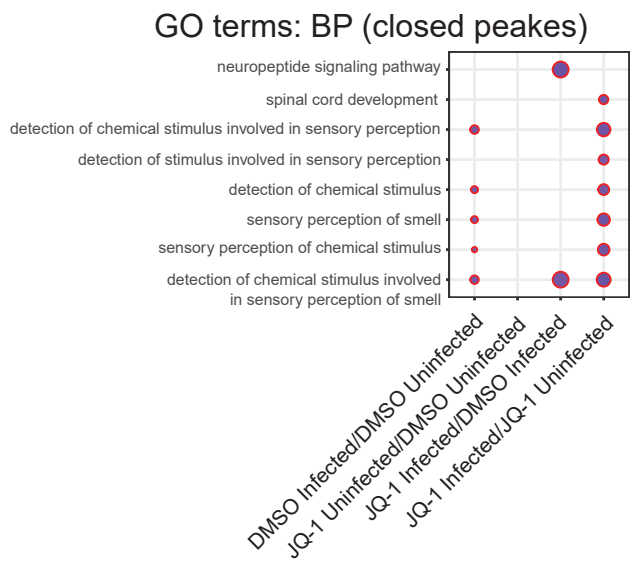 GO terms: BP (closed peakes)
neuropeptide signaling pathway
spinal cord development
detection of chemical stimulus involved in sensory perception
detection of stimulus involved in sensory perception
detection of chemical stimulus
sensory perception of smell
sensory perception of chemical stimulus
detection of chemical stimulus involved
in sensory perception of smell
DMSO Infected/DMSO Uninfected
JQ-1 Uninfected/DMSO Uninfected
JQ-1 Infected/DMSO Infected
JQ-1 Infected/JQ-1 Uninfected